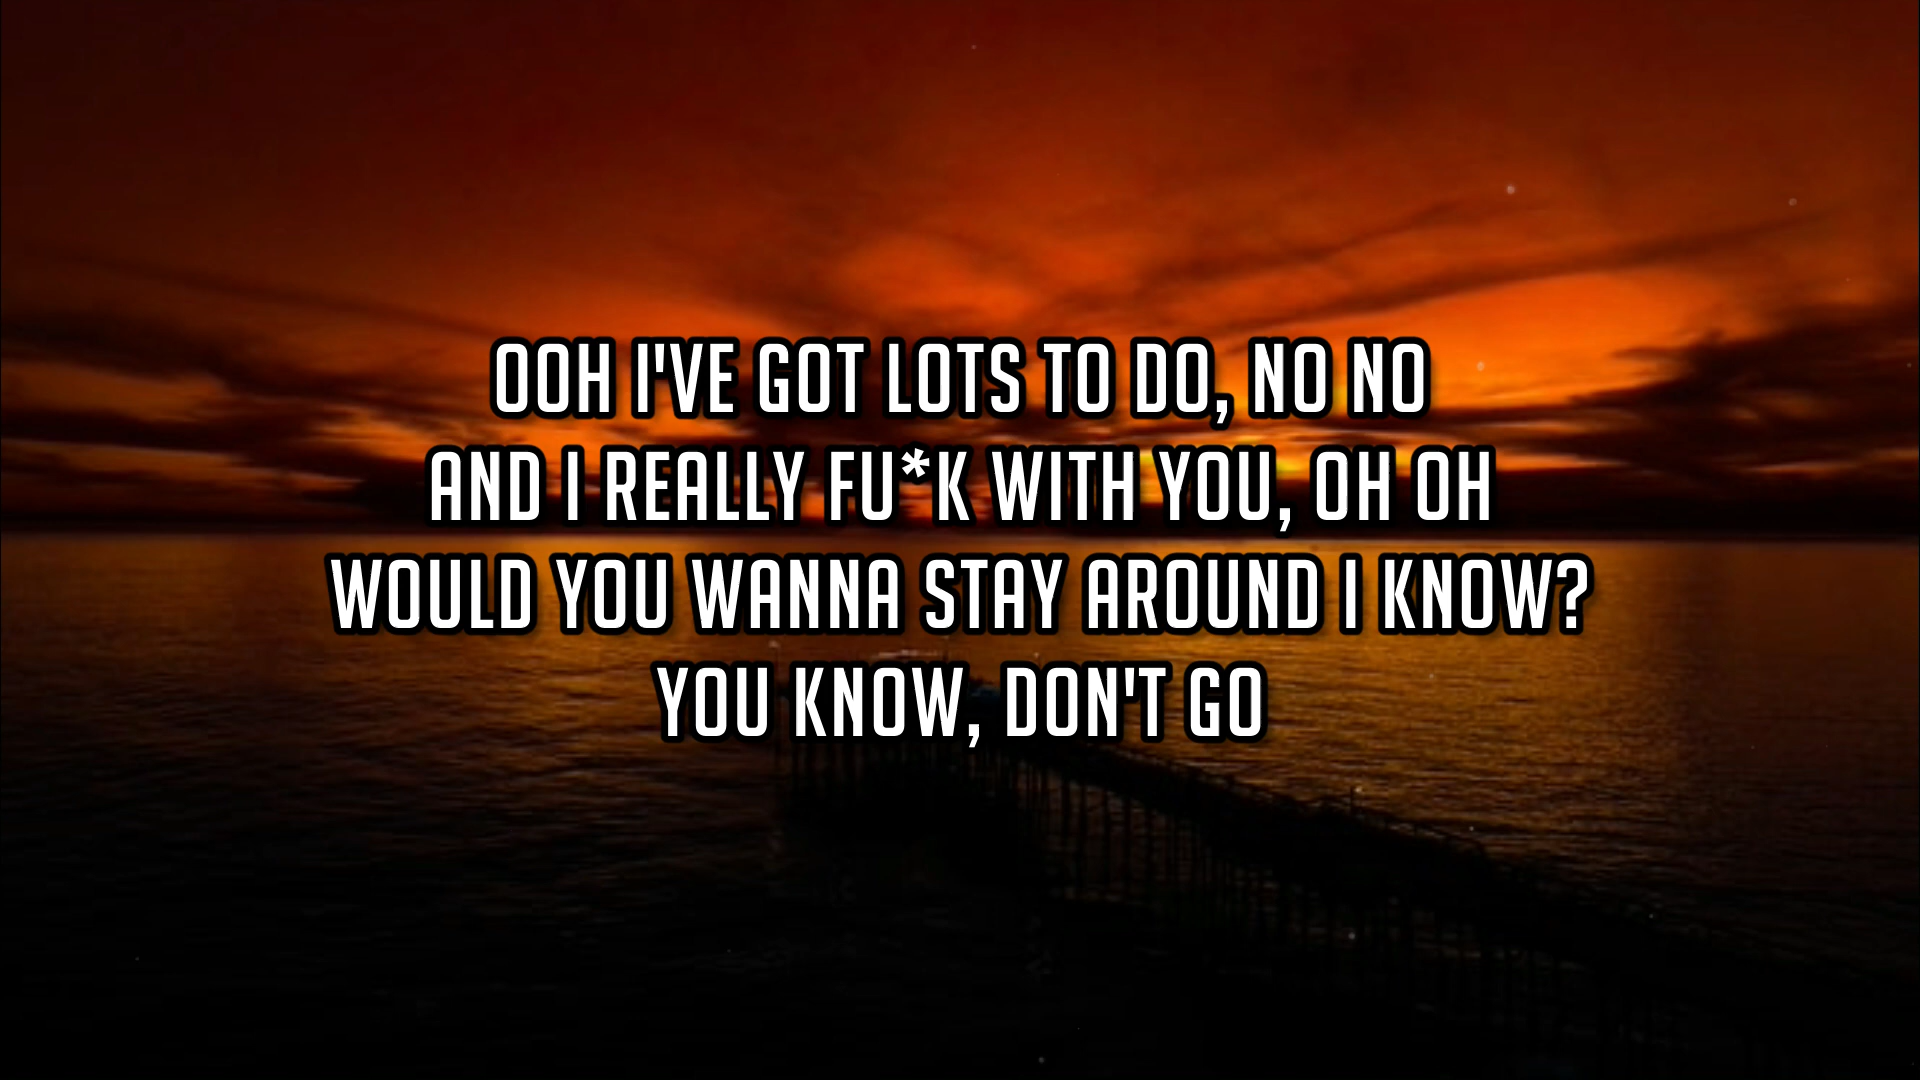 OOH I'VE GOT LOTS TO DO, NO NO
AND I REALLY FU*K WITH YOU, OH OH
WOULD YOU WANNA STAY AROUND I KNOW?
YOU KNOW, DON'T GO